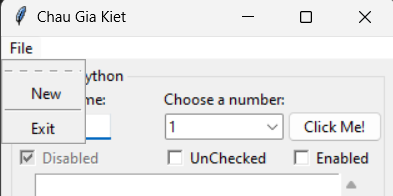 Chau Gia Kiet
File
ython
New
me:
Choose a number:
1
Click Me!
Exit
Disabled
UnChecked
Enabled